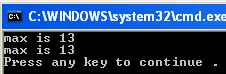 C:\WINDOWS\system32\cmd.exe
max is 13
max is 13
Press any key to continue .